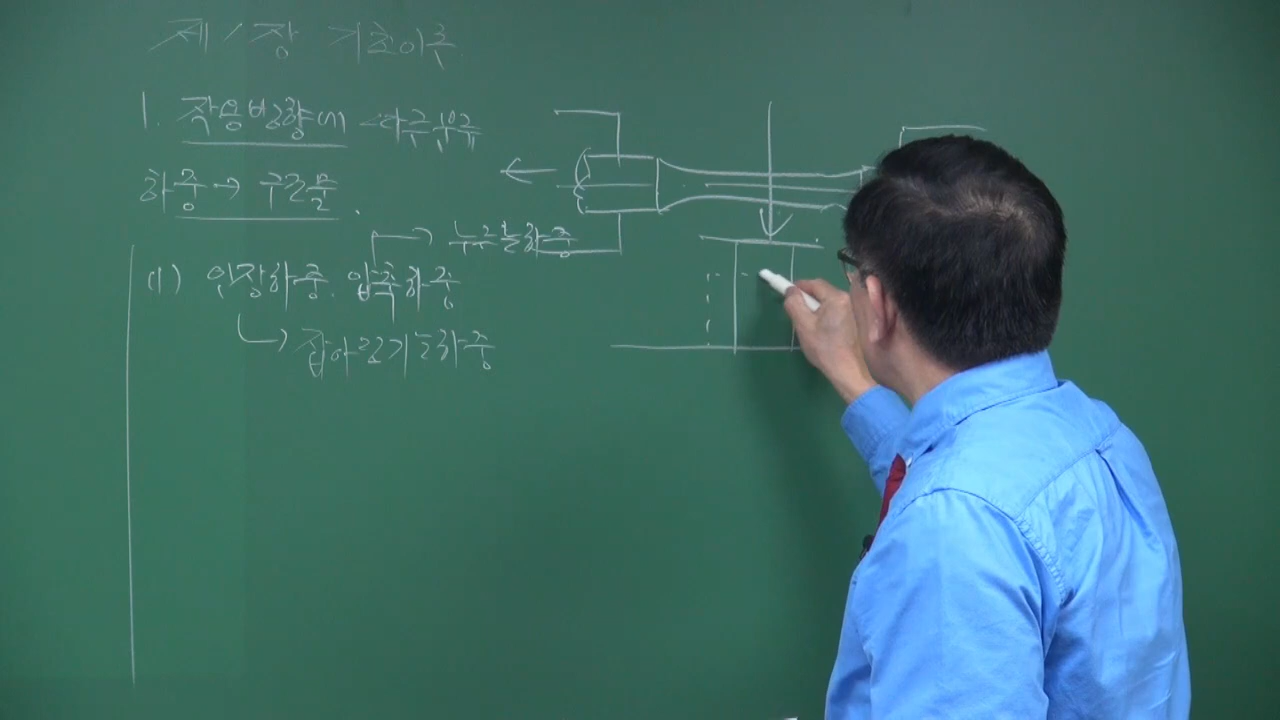 제 1장 기초이론
1. 작용방향에 따른 분류
하중 → 구조물.
→ 누르는하중
(1) 인장하중. 압축하중
→ 잡아당기는하중